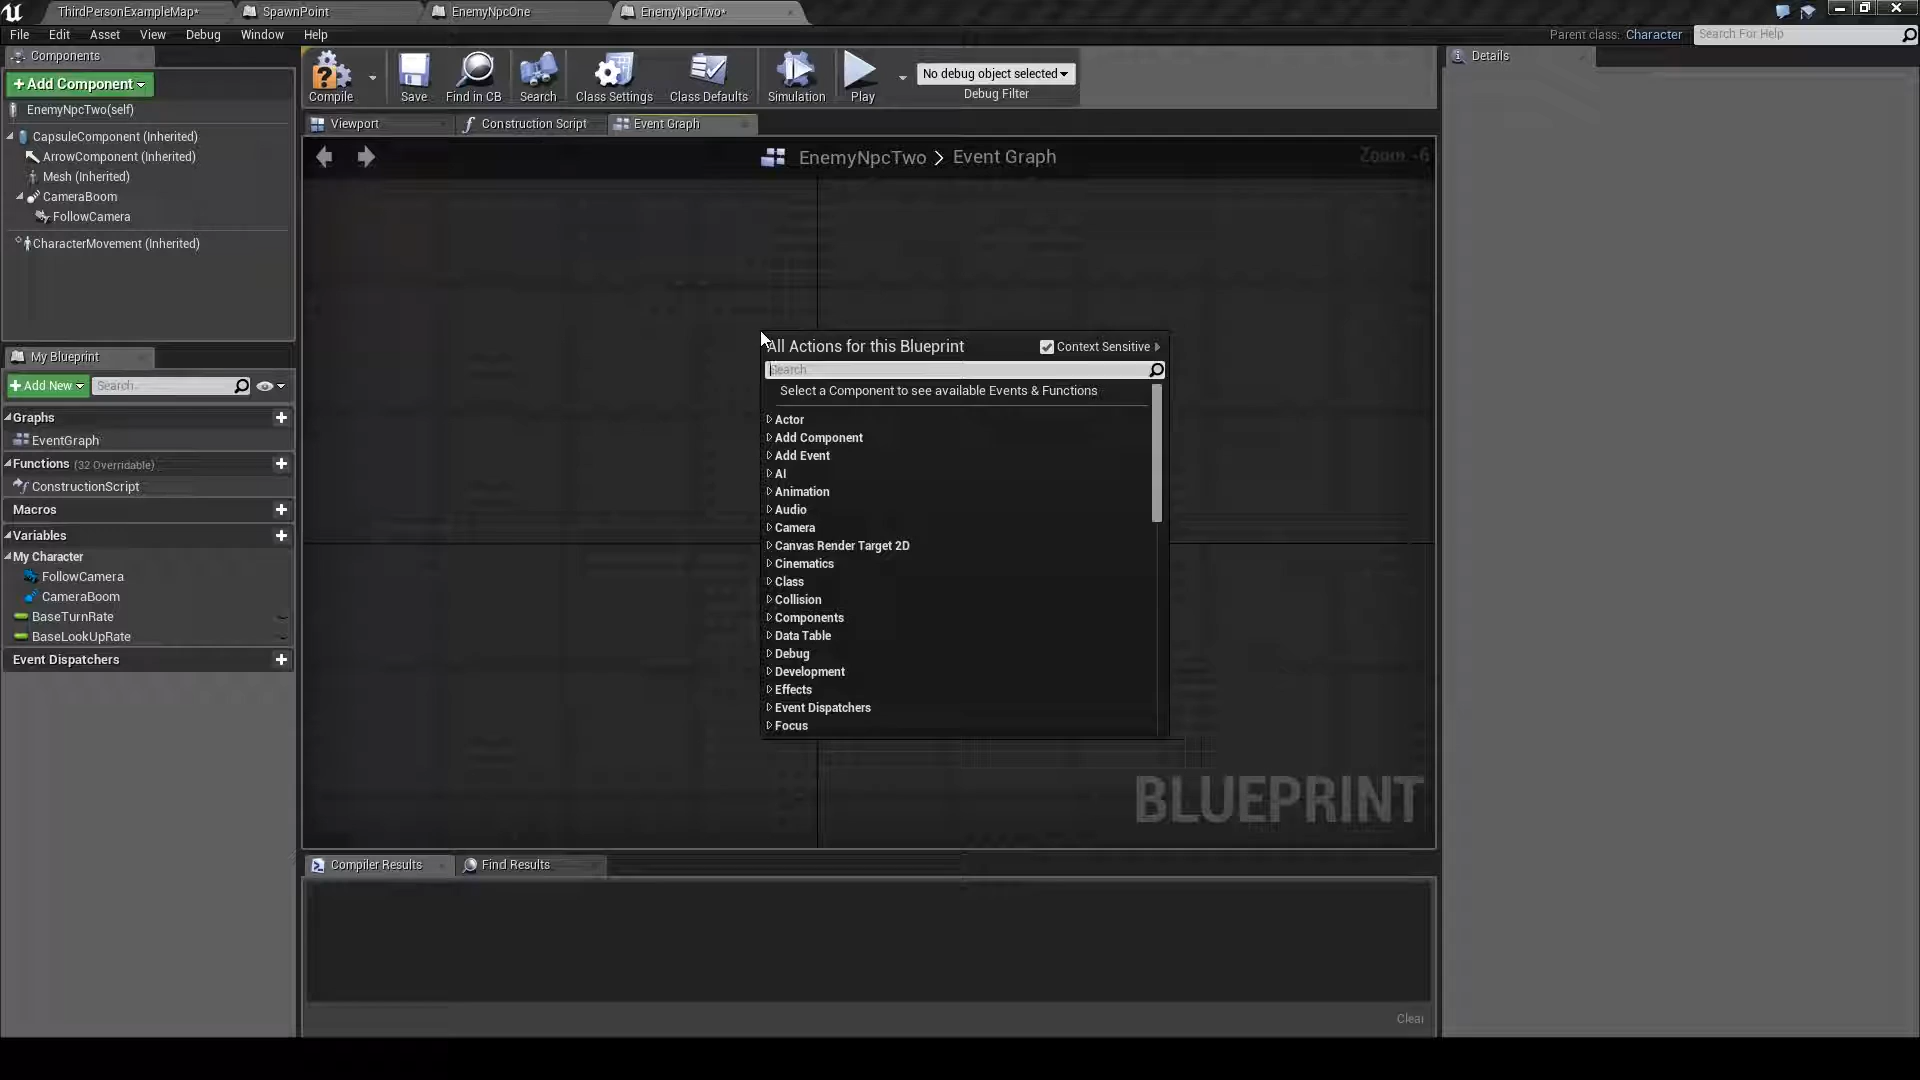 ThirdPersonExampleMap*
SpawnPoint
EnemyNpcOne
EnemyNpcTwo*
File Edit Asset View Debug Window Help
Parent class: Character
Search For Help
Components
+Add Component
EnemyNpcTwo(self)
CapsuleComponent (Inherited)
ArrowComponent (Inherited)
Mesh (Inherited)
CameraBoom
FollowCamera
CharacterMovement (Inherited)
My Blueprint
+Add New
Search
Graphs
EventGraph
Functions (32 Overridable)
ConstructionScript
Macros
Variables
My Character
FollowCamera
CameraBoom
BaseTurnRate
BaseLookUpRate
Event Dispatchers
Compile
Save
Find in CB
Search
Class Settings
Class Defaults
Simulation
Play
No debug object selected
Debug Filter
Viewport
Construction Script
Event Graph
EnemyNpcTwo > Event Graph
Zoom -6
All Actions for this Blueprint
Context Sensitive
Search
Select a Component to see available Events & Functions
Actor
Add Component
Add Event
AI
Animation
Audio
Camera
Canvas Render Target 2D
Cinematics
Class
Collision
Components
Data Table
Debug
Development
Effects
Event Dispatchers
Focus
BLUEPRINT
Compiler Results
Find Results
Clear
Details